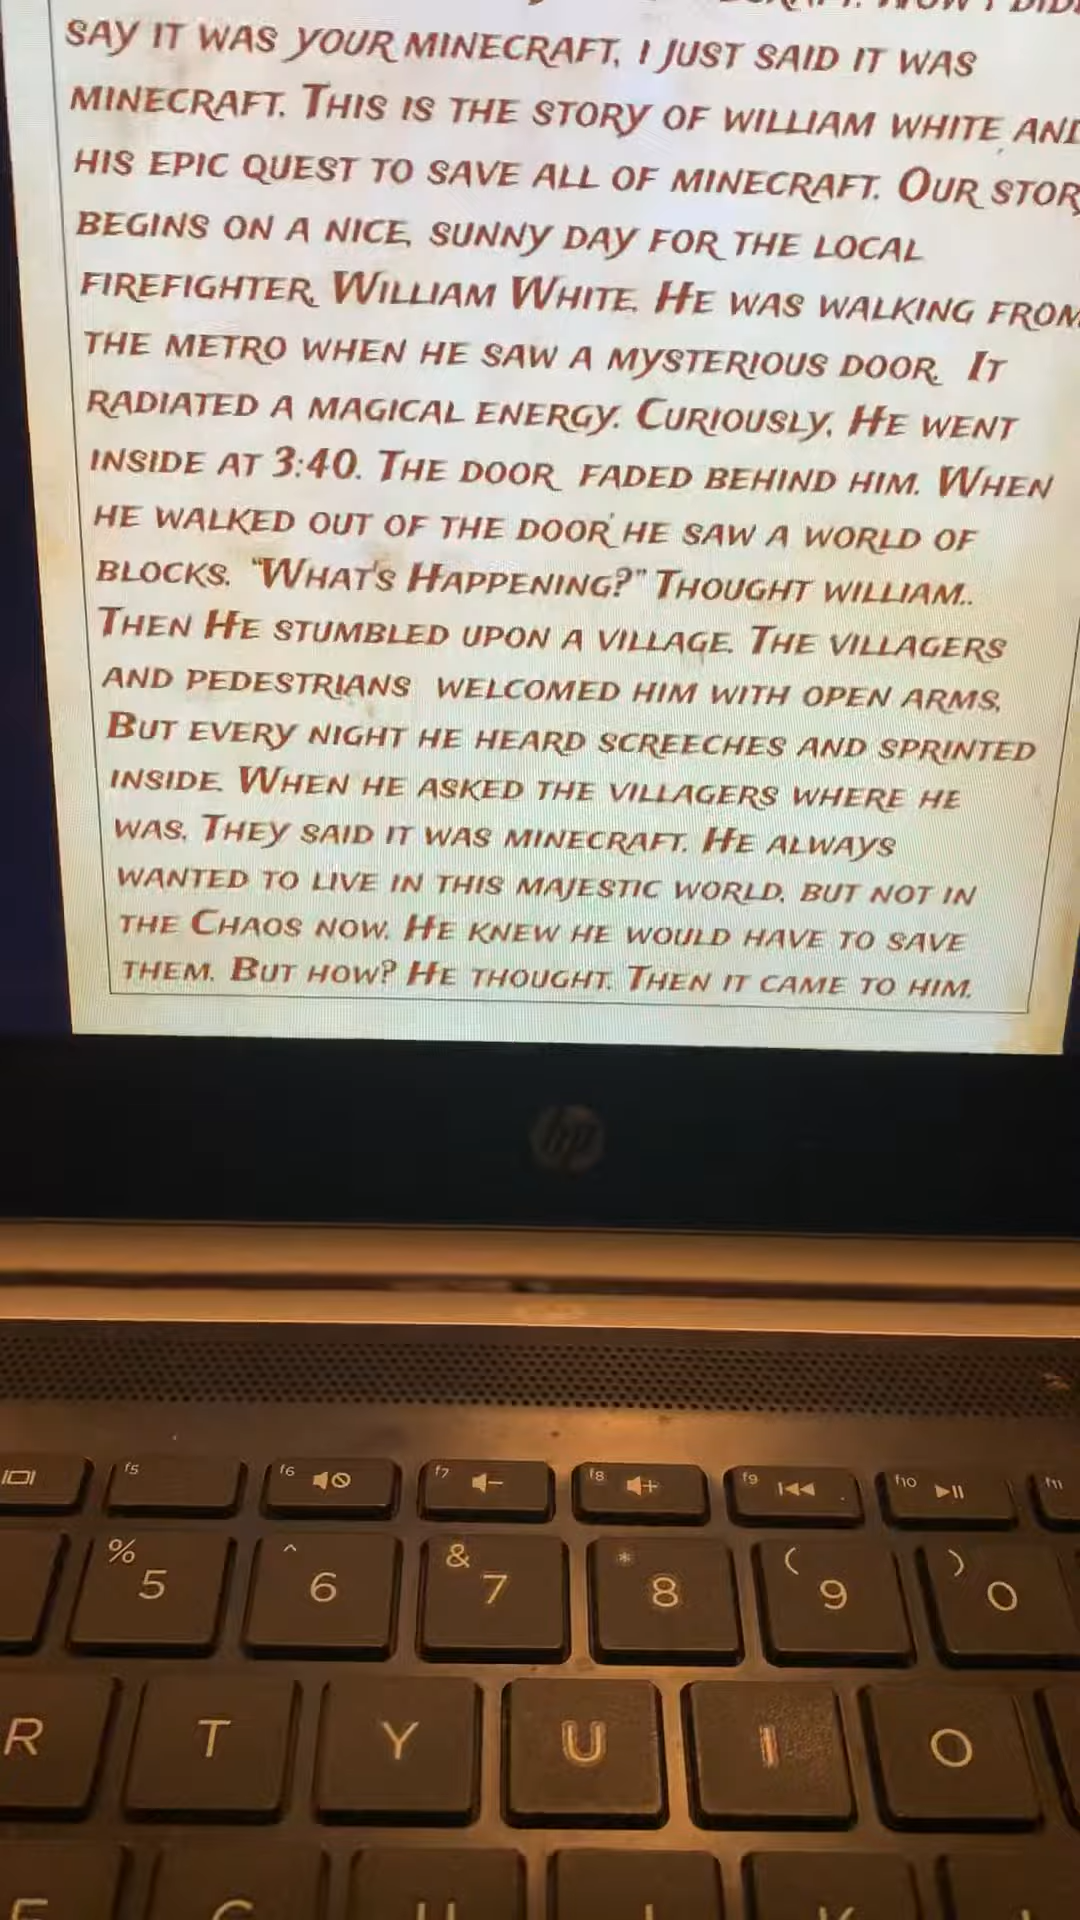 SAY IT WAS YOUR MINECRAFT, I JUST SAID IT WAS
MINECRAFT. THIS IS THE STORY OF WILLIAM WHITE AND
HIS EPIC QUEST TO SAVE ALL OF MINECRAFT. OUR STOR
BEGINS ON A NICE, SUNNY DAY FOR THE LOCAL
FIREFIGHTER, WILLIAM WHITE. HE WAS WALKING FROM
THE METRO WHEN HE SAW A MYSTERIOUS DOOR. IT
RADIATED A MAGICAL ENERGY. CURIOUSLY, HE WENT
INSIDE AT 3:40. THE DOOR FADED BEHIND HIM. WHEN
HE WALKED OUT OF THE DOOR HE SAW A WORLD OF
BLOCKS. "WHAT'S HAPPENING?" THOUGHT WILLIAM..
THEN HE STUMBLED UPON A VILLAGE. THE VILLAGERS
AND PEDESTRIANS WELCOMED HIM WITH OPEN ARMS,
BUT EVERY NIGHT HE HEARD SCREECHES AND SPRINTED
INSIDE. WHEN HE ASKED THE VILLAGERS WHERE HE
WAS, THEY SAID IT WAS MINECRAFT. HE ALWAYS
WANTED TO LIVE IN THIS MAJESTIC WORLD, BUT NOT IN
THE CHAOS NOW. HE KNEW HE WOULD HAVE TO SAVE
THEM. BUT HOW? HE THOUGHT. THEN IT CAME TO HIM.
hp
f5 f6 f7 f8 f9 f10 f11
% 5 ^ 6 & 7 * 8 ( 9 ) 0
R T Y U I O